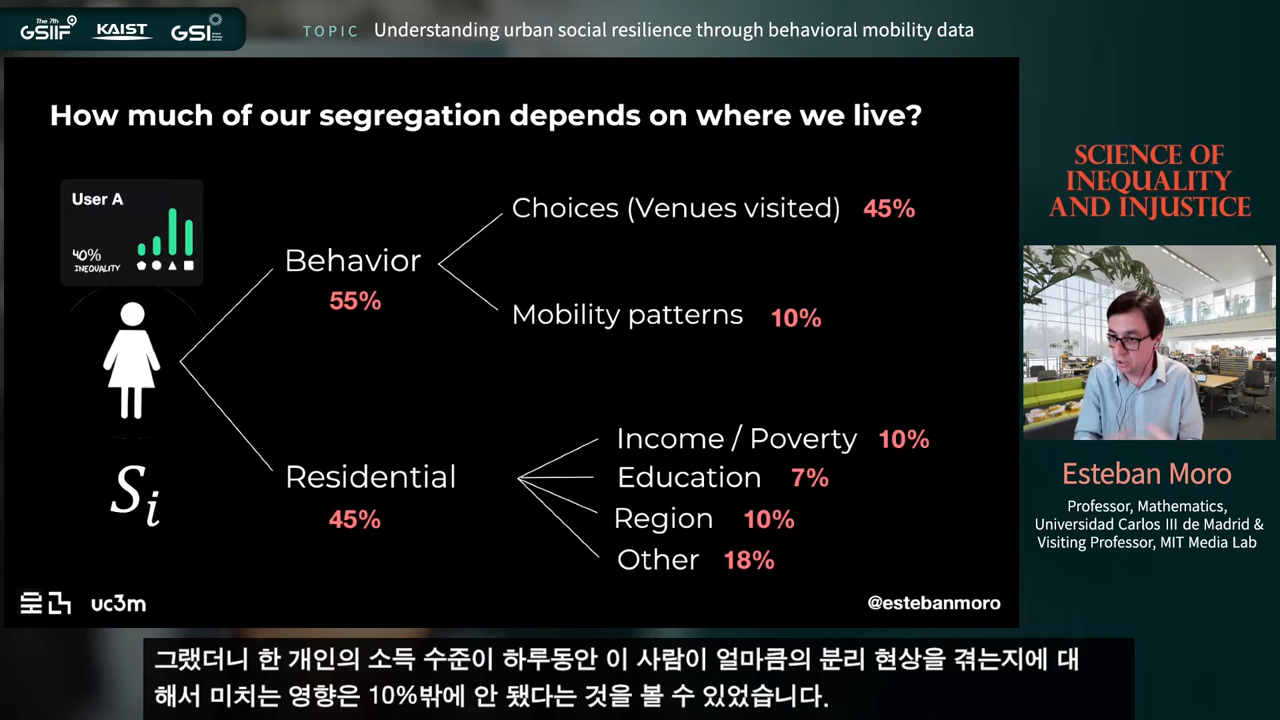 The 7th
GSIIF
KAIST
GSI
TOPIC Understanding urban social resilience through behavioral mobility data
How much of our segregation depends on where we live?
User A
40%
INEQUALITY
Choices (Venues visited) 45%
Behavior
55%
Mobility patterns 10%
Income / Poverty 10%
Residential
45%
Education 7%
Region 10%
Other 18%
Si
uc3m
@estebanmoro
SCIENCE OF
INEQUALITY
AND INJUSTICE
Esteban Moro
Professor, Mathematics,
Universidad Carlos III de Madrid &
Visiting Professor, MIT Media Lab
그랬더니 한 개인의 소득 수준이 하루동안 이 사람이 얼마큼의 분리 현상을 겪는지에 대
해서 미치는 영향은 10%밖에 안 됐다는 것을 볼 수 있었습니다.